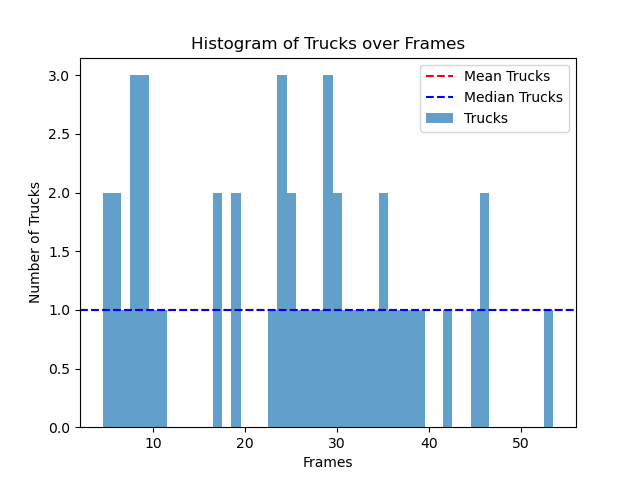 Histogram of Trucks over Frames
Mean Trucks
Median Trucks
Trucks
Number of Trucks
3.0
2.5
2.0
1.5
1.0
0.5
0.0
10 20 30 40 50
Frames